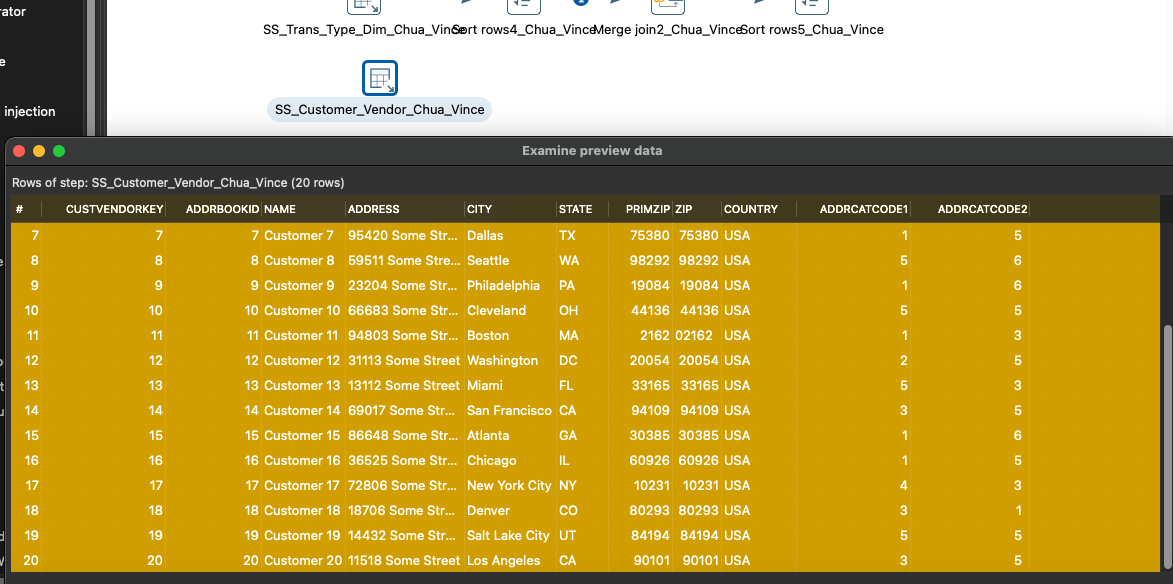 rator
SS_Trans_Type_Dim_Chua_Vince Sort rows4_Chua_Vince Merge join2_Chua_Vince Sort rows5_Chua_Vince
e
injection
SS_Customer_Vendor_Chua_Vince
Examine preview data
Rows of step: SS_Customer_Vendor_Chua_Vince (20 rows)
# CUSTVENDORKEY ADDRBOOKID NAME ADDRESS CITY STATE PRIMZIP ZIP COUNTRY ADDRCATCODE1 ADDRCATCODE2
7 7 7 Customer 7 95420 Some Str... Dallas TX 75380 75380 USA 1 5
8 8 8 Customer 8 59511 Some Stre... Seattle WA 98292 98292 USA 5 6
9 9 9 Customer 9 23204 Some Str... Philadelphia PA 19084 19084 USA 1 6
10 10 10 Customer 10 66683 Some Str... Cleveland OH 44136 44136 USA 5 5
11 11 11 Customer 11 94803 Some Str... Boston MA 2162 02162 USA 1 3
12 12 12 Customer 12 31113 Some Street Washington DC 20054 20054 USA 2 5
13 13 13 Customer 13 13112 Some Street Miami FL 33165 33165 USA 5 3
14 14 14 Customer 14 69017 Some Str... San Francisco CA 94109 94109 USA 3 5
15 15 15 Customer 15 86648 Some Str... Atlanta GA 30385 30385 USA 1 6
16 16 16 Customer 16 36525 Some Str... Chicago IL 60926 60926 USA 1 5
17 17 17 Customer 17 72806 Some Str... New York City NY 10231 10231 USA 4 3
18 18 18 Customer 18 18706 Some Str... Denver CO 80293 80293 USA 3 1
19 19 19 Customer 19 14432 Some Str... Salt Lake City UT 84194 84194 USA 5 5
20 20 20 Customer 20 11518 Some Street Los Angeles CA 90101 90101 USA 3 5